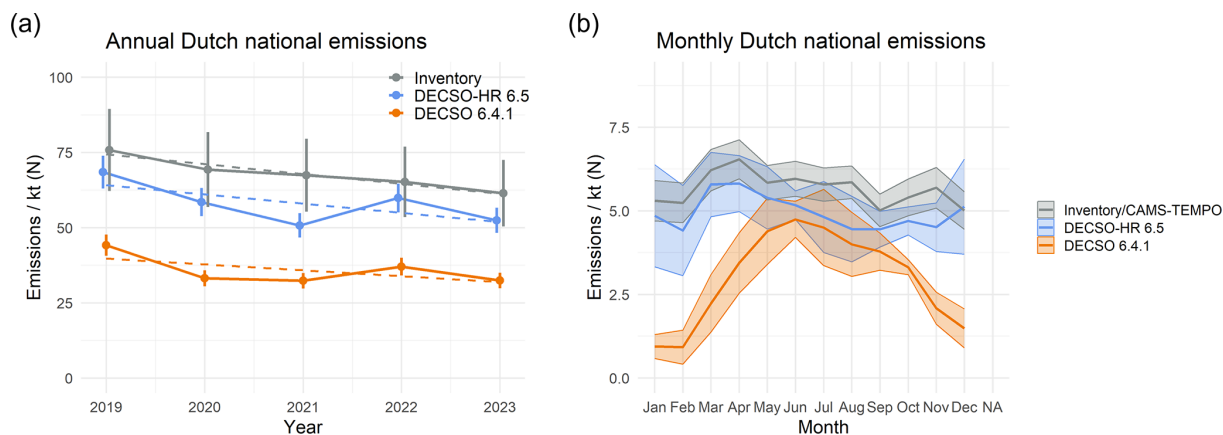 (a)
Annual Dutch national emissions
Emissions / kt (N)
100
75
50
25
0
2019 2020 2021 2022 2023
Year
Inventory
DECSO-HR 6.5
DECSO 6.4.1
(b)
Monthly Dutch national emissions
Emissions / kt (N)
7.5
5.0
2.5
0.0
Jan Feb Mar Apr May Jun Jul Aug Sep Oct Nov Dec NA
Month
Inventory/CAMS-TEMPO
DECSO-HR 6.5
DECSO 6.4.1